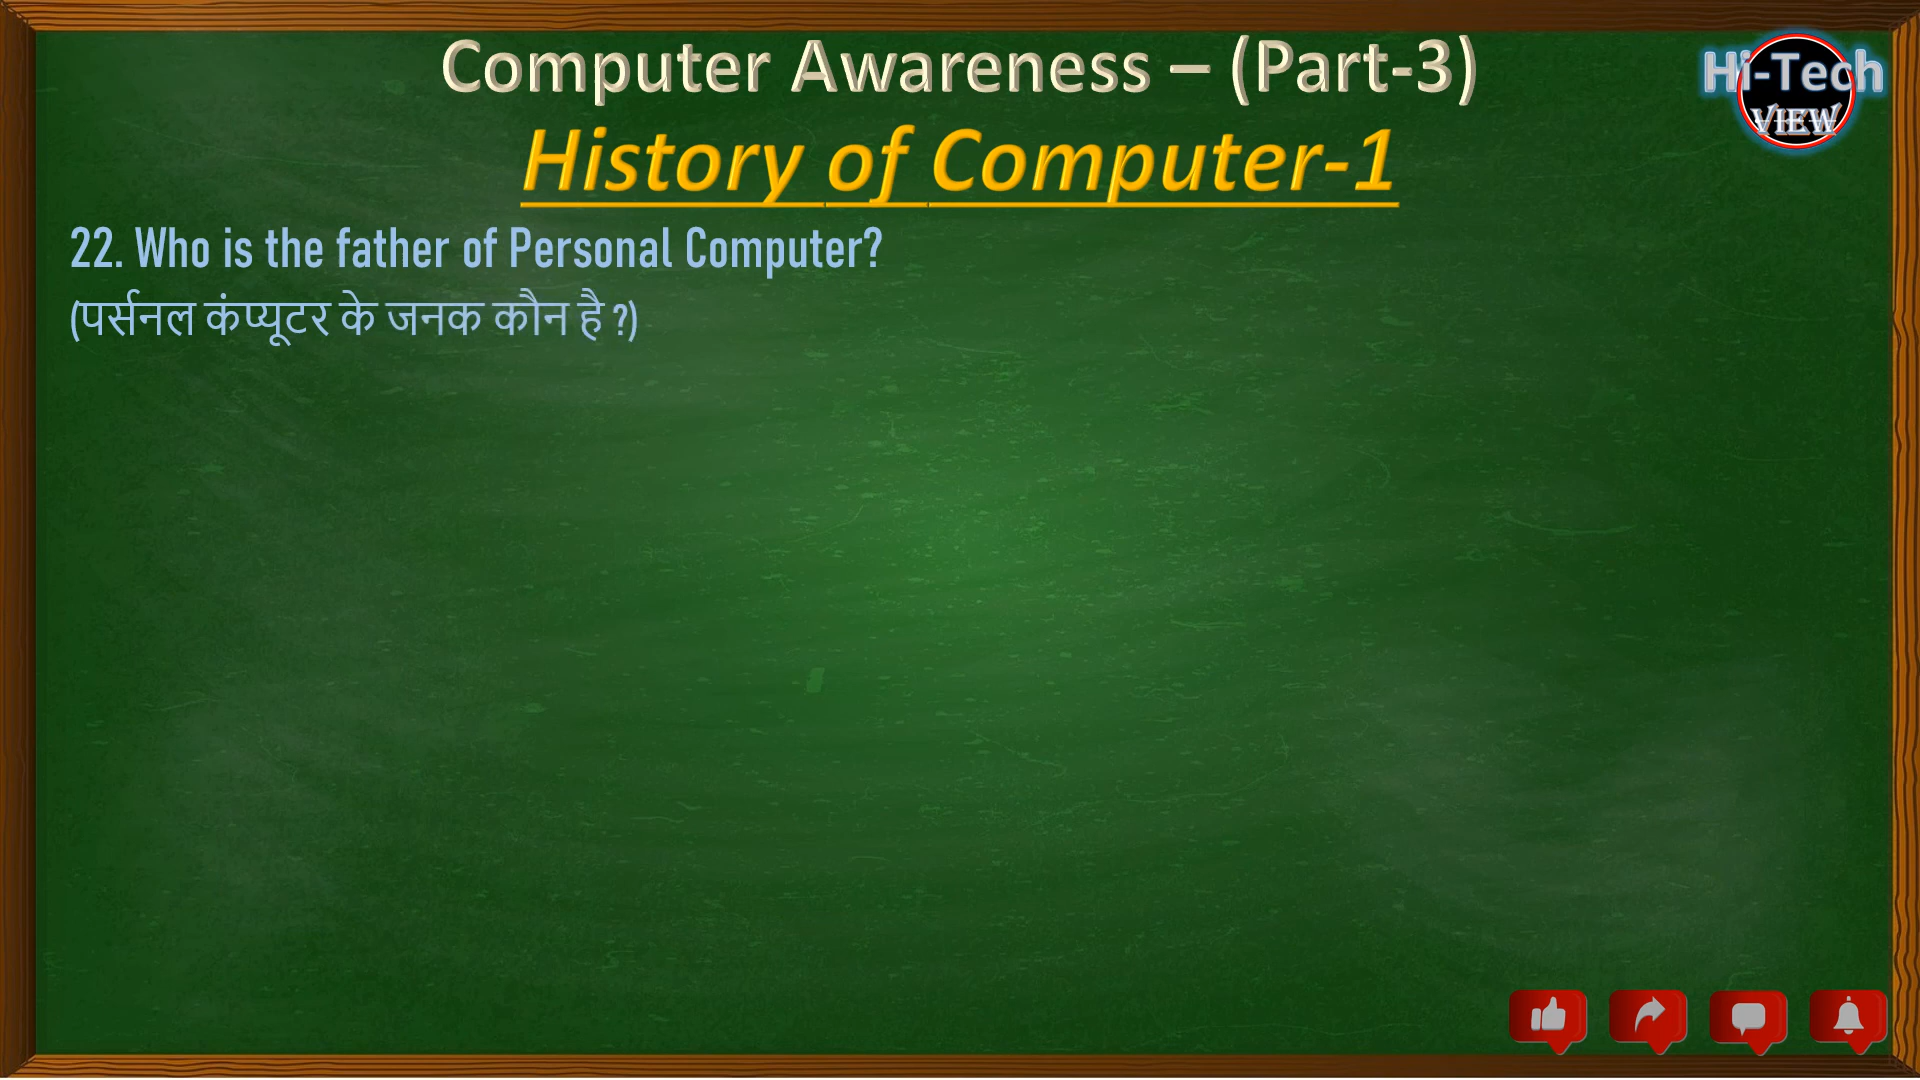 Computer Awareness – (Part-3)
Hi-Tech
VIEW
History of Computer-1
22. Who is the father of Personal Computer?
(पर्सनल कंप्यूटर के जनक कौन है ?)